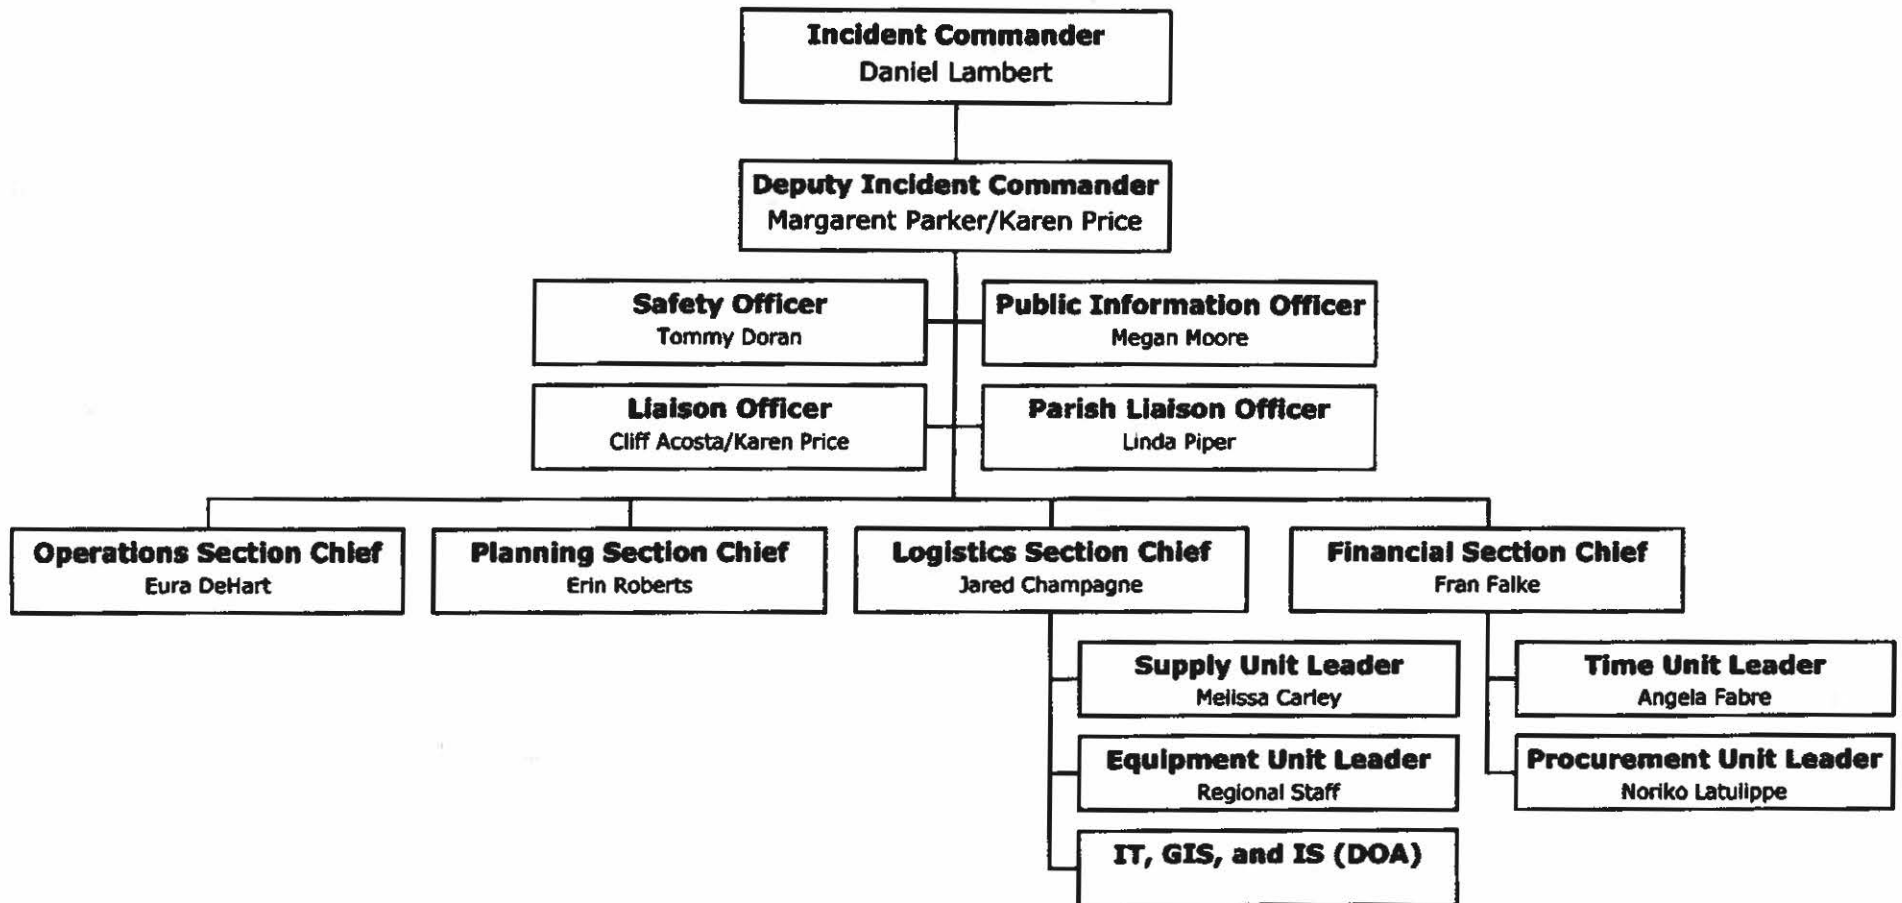 Incident Commander
Daniel Lambert
Deputy Incident Commander
Margarent Parker/Karen Price
Safety Officer
Tommy Doran
Public Information Officer
Megan Moore
Liaison Officer
Cliff Acosta/Karen Price
Parish Liaison Officer
Linda Piper
Operations Section Chief
Eura DeHart
Planning Section Chief
Erin Roberts
Logistics Section Chief
Jared Champagne
Financial Section Chief
Fran Falke
Supply Unit Leader
Melissa Carley
Time Unit Leader
Angela Fabre
Equipment Unit Leader
Regional Staff
Procurement Unit Leader
Noriko Latulippe
IT, GIS, and IS (DOA)